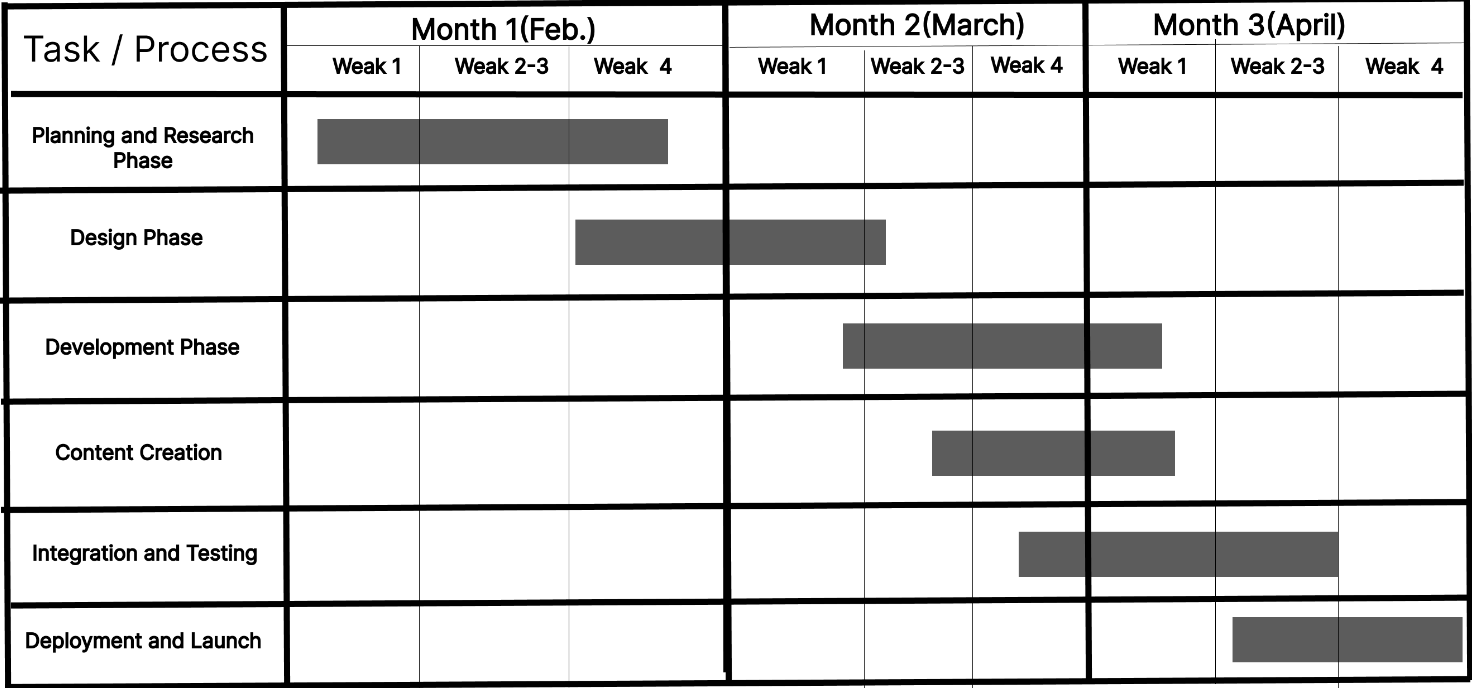 Task / Process
Month 1(Feb.)
Month 2(March)
Month 3(April)
Weak 1
Weak 2-3
Weak 4
Weak 1
Weak 2-3
Weak 4
Weak 1
Weak 2-3
Weak 4
Planning and Research
Phase
Design Phase
Development Phase
Content Creation
Integration and Testing
Deployment and Launch